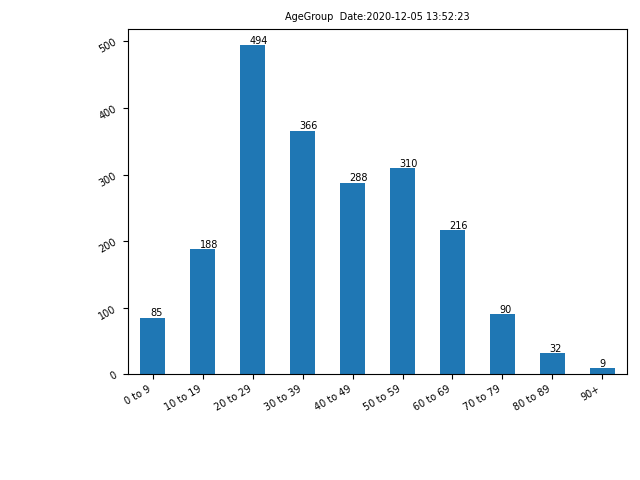 AgeGroup  Date:2020-12-05 13:52:23
500
400
300
200
100
0
85
188
494
366
288
310
216
90
32
9
0 to 9
10 to 19
20 to 29
30 to 39
40 to 49
50 to 59
60 to 69
70 to 79
80 to 89
90+